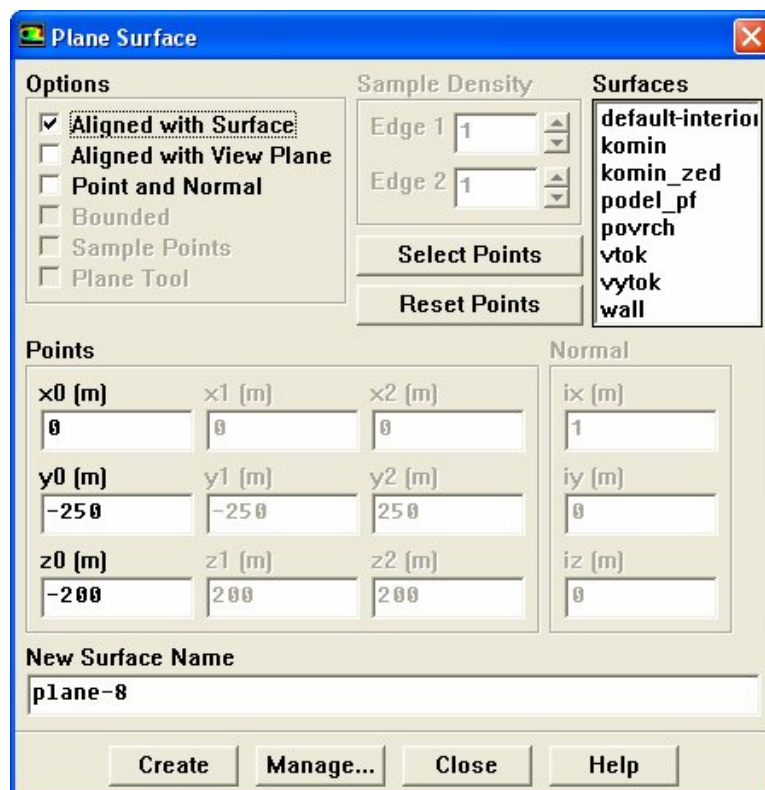 Plane Surface
Options
Aligned with Surface
Aligned with View Plane
Point and Normal
Bounded
Sample Points
Plane Tool
Sample Density
Edge 1 1
Edge 2 1
Select Points
Reset Points
Surfaces
default-interior
komin
komin_zed
podel_pf
povrch
vtok
vytok
wall
Points
x0 (m) x1 (m) x2 (m)
0 0 0
y0 (m) y1 (m) y2 (m)
-250 -250 250
z0 (m) z1 (m) z2 (m)
-200 200 200
Normal
ix (m)
1
iy (m)
0
iz (m)
0
New Surface Name
plane-8
Create Manage... Close Help